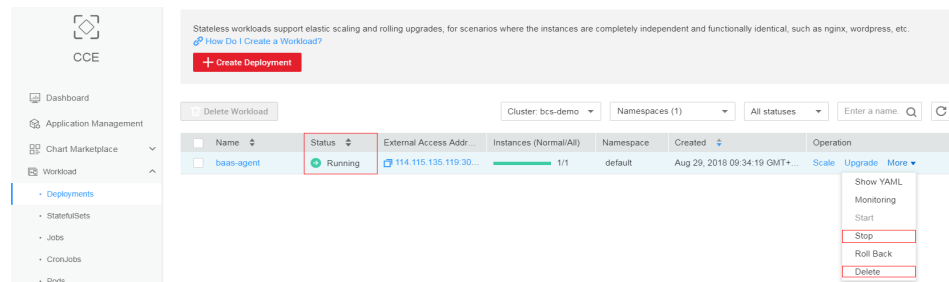 CCE
Dashboard
Application Management
Chart Marketplace
Workload
Deployments
StatefulSets
Jobs
CronJobs
Pods
Stateless workloads support elastic scaling and rolling upgrades, for scenarios where the instances are completely independent and functionally identical, such as nginx, wordpress, etc.
How Do I Create a Workload?
+ Create Deployment
Delete Workload
Cluster: bcs-demo
Namespaces (1)
All statuses
Enter a name.
Name Status External Access Addr... Instances (Normal/All) Namespace Created Operation
baas-agent Running 114.115.135.119:30... 1/1 default Aug 29, 2018 09:34:19 GMT+... Scale Upgrade More
Show YAML
Monitoring
Start
Stop
Roll Back
Delete